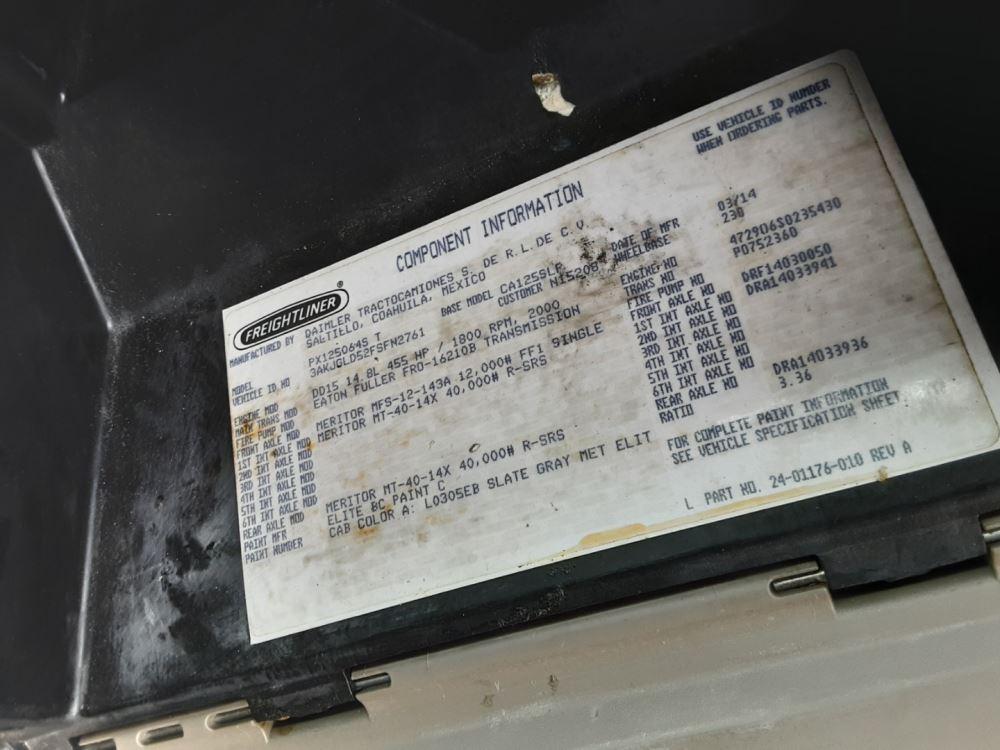 USE VEHICLE ID NUMBER
WHEN ORDERING PARTS.
COMPONENT INFORMATION
FREIGHTLINER
MANUFACTURED BY DAIMLER TRACTOCAMIONES S. DE R.L. DE C.V.
SALTIELO, COAHUILA, MEXICO
DATE OF MFR 03/14
MODEL PX125064S T BASE MODEL CA125SLP WHEELBASE 230
VEHICLE ID NO 3AKJGLD52FSFN2761 CUSTOMER
ENGINE MOD DD15 14.8L 455 HP / 1800 RPM, 2000 ENGINE NO 472906S0235430
MAIN TRANS MOD EATON FULLER FRO-16210B TRANSMISSION TRANS NO P0752360
FIRE PUMP MOD FIRE PUMP NO
FRONT AXLE MOD MERITOR MFS-12-143A 12,000# FF1 SINGLE FRONT AXLE NO DRF14030050
1ST INT AXLE MOD MERITOR MT-40-14X 40,000# R-SRS 1ST INT AXLE NO DRA14033941
2ND INT AXLE MOD 2ND INT AXLE NO
3RD INT AXLE MOD 3RD INT AXLE NO
4TH INT AXLE MOD 4TH INT AXLE NO
5TH INT AXLE MOD 5TH INT AXLE NO
6TH INT AXLE MOD 6TH INT AXLE NO
REAR AXLE MOD MERITOR MT-40-14X 40,000# R-SRS REAR AXLE NO DRA14033936
PAINT MFR ELITE BC PAINT C RATIO 3.36
PAINT NUMBER CAB COLOR A: L0305EB SLATE GRAY MET ELIT
FOR COMPLETE PAINT INFORMATION
SEE VEHICLE SPECIFICATION SHEET
L PART NO. 24-01176-010 REV A